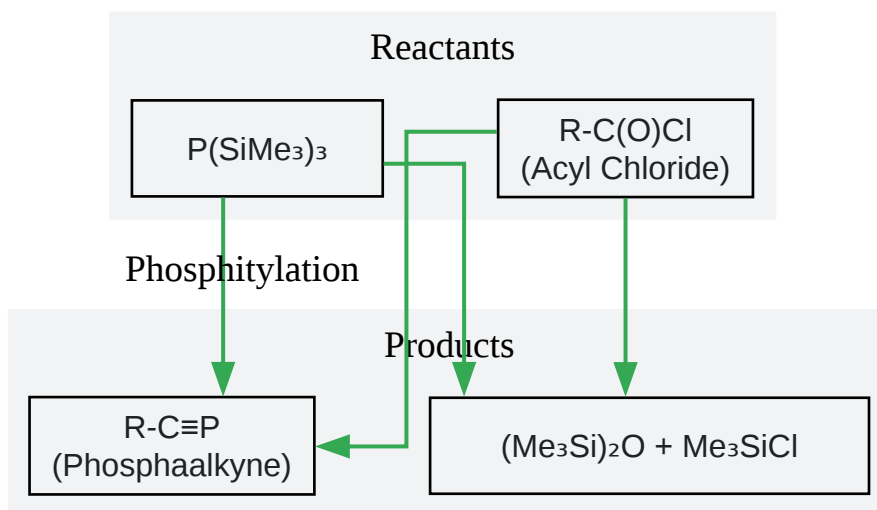 Reactants
P(SiMe₃)₃
R-C(O)Cl
(Acyl Chloride)
Phosphitylation
Products
R-C≡P
(Phosphaalkyne)
(Me₃Si)₂O + Me₃SiCl